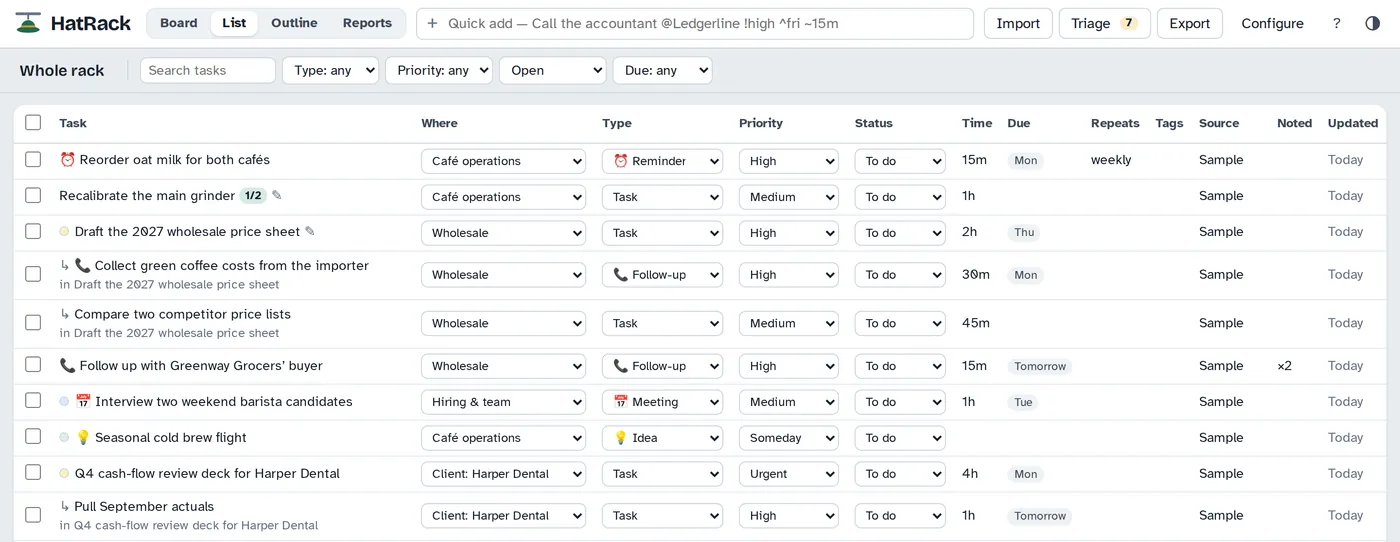 HatRack Board List Outline Reports + Quick add — Call the accountant @Ledgerline !high ^fri ~15m Import Triage 7 Export Configure ?
Whole rack Search tasks Type: any Priority: any Open Due: any
Task Where Type Priority Status Time Due Repeats Tags Source Noted Updated
⏰ Reorder oat milk for both cafés Café operations ⏰ Reminder High To do 15m Mon weekly Sample Today
Recalibrate the main grinder 1/2 ✎ Café operations Task Medium To do 1h Sample Today
Draft the 2027 wholesale price sheet ✎ Wholesale Task High To do 2h Thu Sample Today
↳ 📞 Collect green coffee costs from the importer Wholesale 📞 Follow-up High To do 30m Mon Sample Today
in Draft the 2027 wholesale price sheet
↳ Compare two competitor price lists Wholesale Task Medium To do 45m Sample Today
in Draft the 2027 wholesale price sheet
📞 Follow up with Greenway Grocers’ buyer Wholesale 📞 Follow-up High To do 15m Tomorrow Sample ×2 Today
📅 Interview two weekend barista candidates Hiring & team 📅 Meeting Medium To do 1h Tue Sample Today
💡 Seasonal cold brew flight Café operations 💡 Idea Someday To do Sample Today
Q4 cash-flow review deck for Harper Dental Client: Harper Dental Task Urgent To do 4h Mon Sample Today
↳ Pull September actuals Client: Harper Dental Task High To do 1h Tomorrow Sample Today
in Q4 cash-flow review deck for Harper Dental